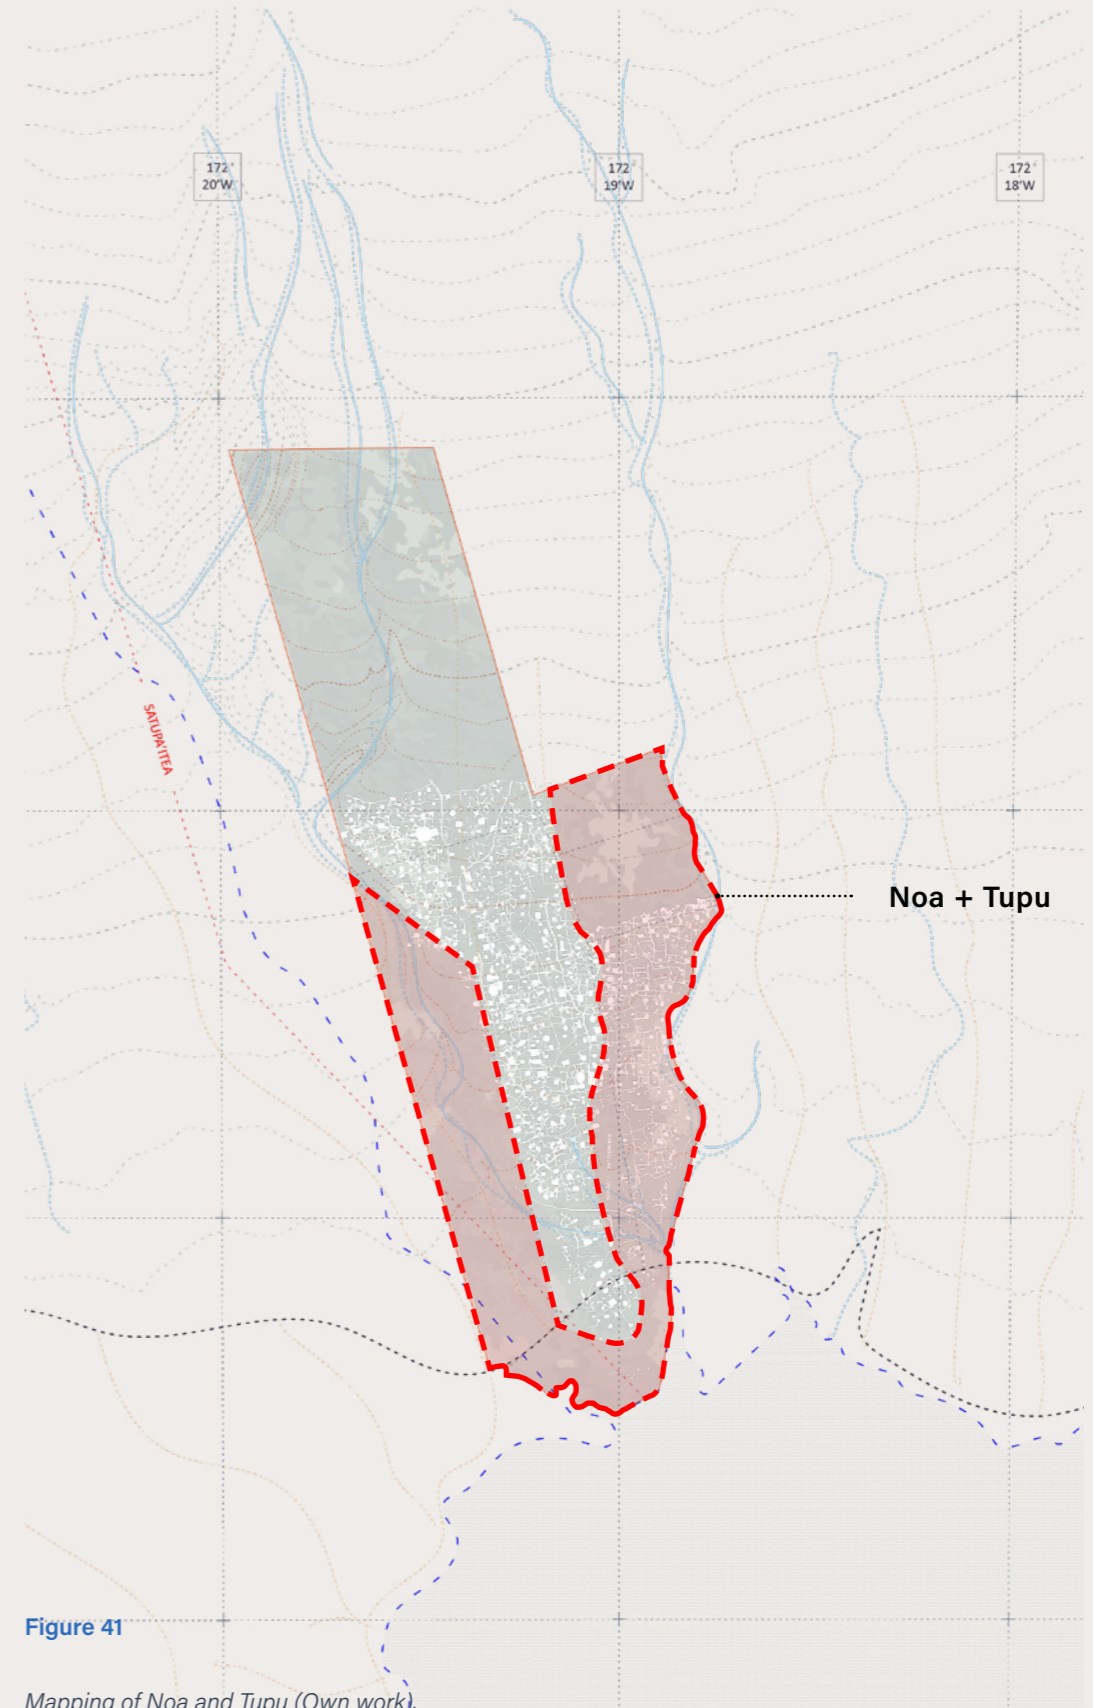 172
20'W
172
19'W
172
18'W
SATUPA'ITEA
Noa + Tupu
Figure 41
Mapping of Noa and Tupu (Own work).